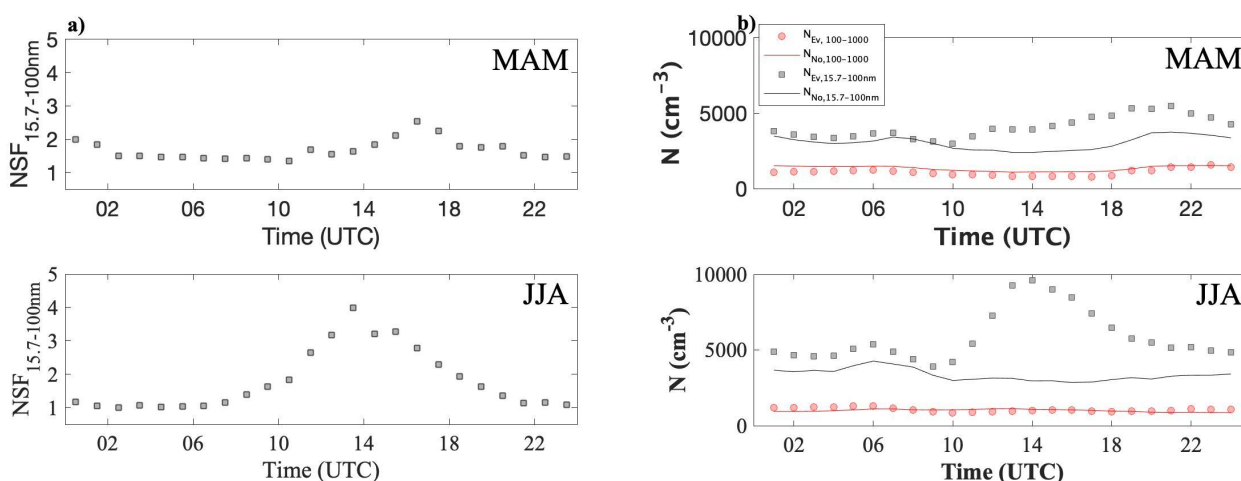 a)
MAM
NSF15.7-100nm
5
4
3
2
1
02 06 10 14 18 22
Time (UTC)
JJA
NSF15.7-100nm
5
4
3
2
1
02 06 10 14 18 22
Time (UTC)
b)
MAM
N (cm-3)
10000
5000
0
NEv, 100-1000
NNo,100-1000
NEv,15.7-100nm
NNo,15.7-100nm
02 06 10 14 18 22
Time (UTC)
JJA
N (cm-3)
10000
5000
0
02 06 10 14 18 22
Time (UTC)